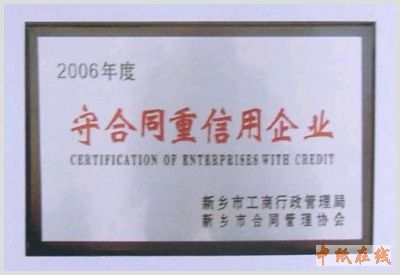 2006年度
守合同重信用企业
CERTIFICATION OF ENTERPRISES WITH CREDIT
新乡市工商行政管理局
新乡市合同管理协会
中纸在线